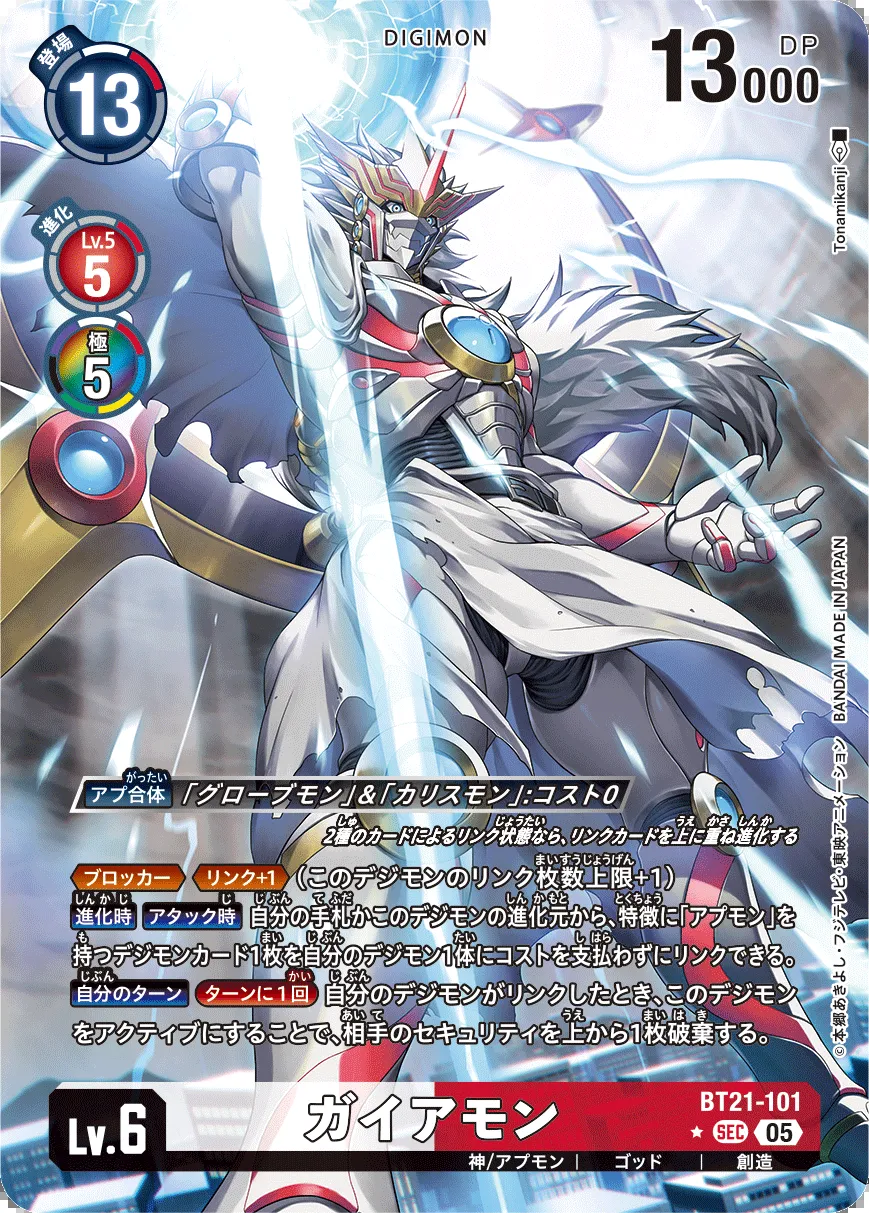 DIGIMON
登場
13
13000
DP
進化
Lv.5
5
極
5
Tonamikanji
BANDAI MADE IN JAPAN
©本郷あきよし・フジテレビ・東映アニメーション
アプ合体 「グローブモン」&「カリスモン」:コスト0
2種のカードによるリンク状態なら、リンクカードを上に重ね進化する
ブロッカー リンク+1 (このデジモンのリンク枚数上限+1)
進化時 アタック時 自分の手札かこのデジモンの進化元から、特徴に「アプモン」を
持つデジモンカード1枚を自分のデジモン1体にコストを支払わずにリンクできる。
自分のターン ターンに1回 自分のデジモンがリンクしたとき、このデジモン
をアクティブにすることで、相手のセキュリティを上から1枚破棄する。
Lv.6
ガイアモン
BT21-101
SEC 05
神/アプモン | ゴッド | 創造